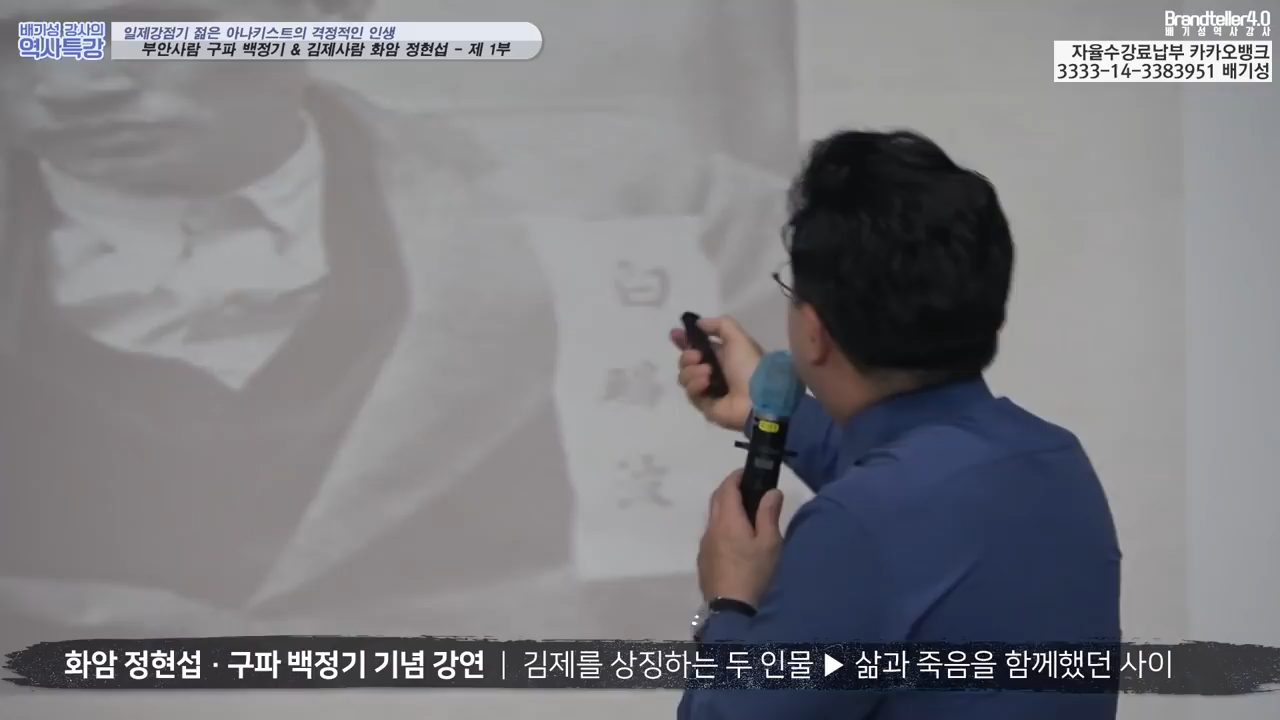 배기성 강사의
역사특강
일제강점기 젊은 아나키스트의 격정적인 인생
부안사람 구파 백정기 & 김제사람 화암 정현섭 - 제 1부
Brandteller4.0
배기성역사강사
자율수강료납부 카카오뱅크
3333-14-3383951 배기성
白
화암 정현섭 · 구파 백정기 기념 강연 | 김제를 상징하는 두 인물 ▶ 삶과 죽음을 함께했던 사이